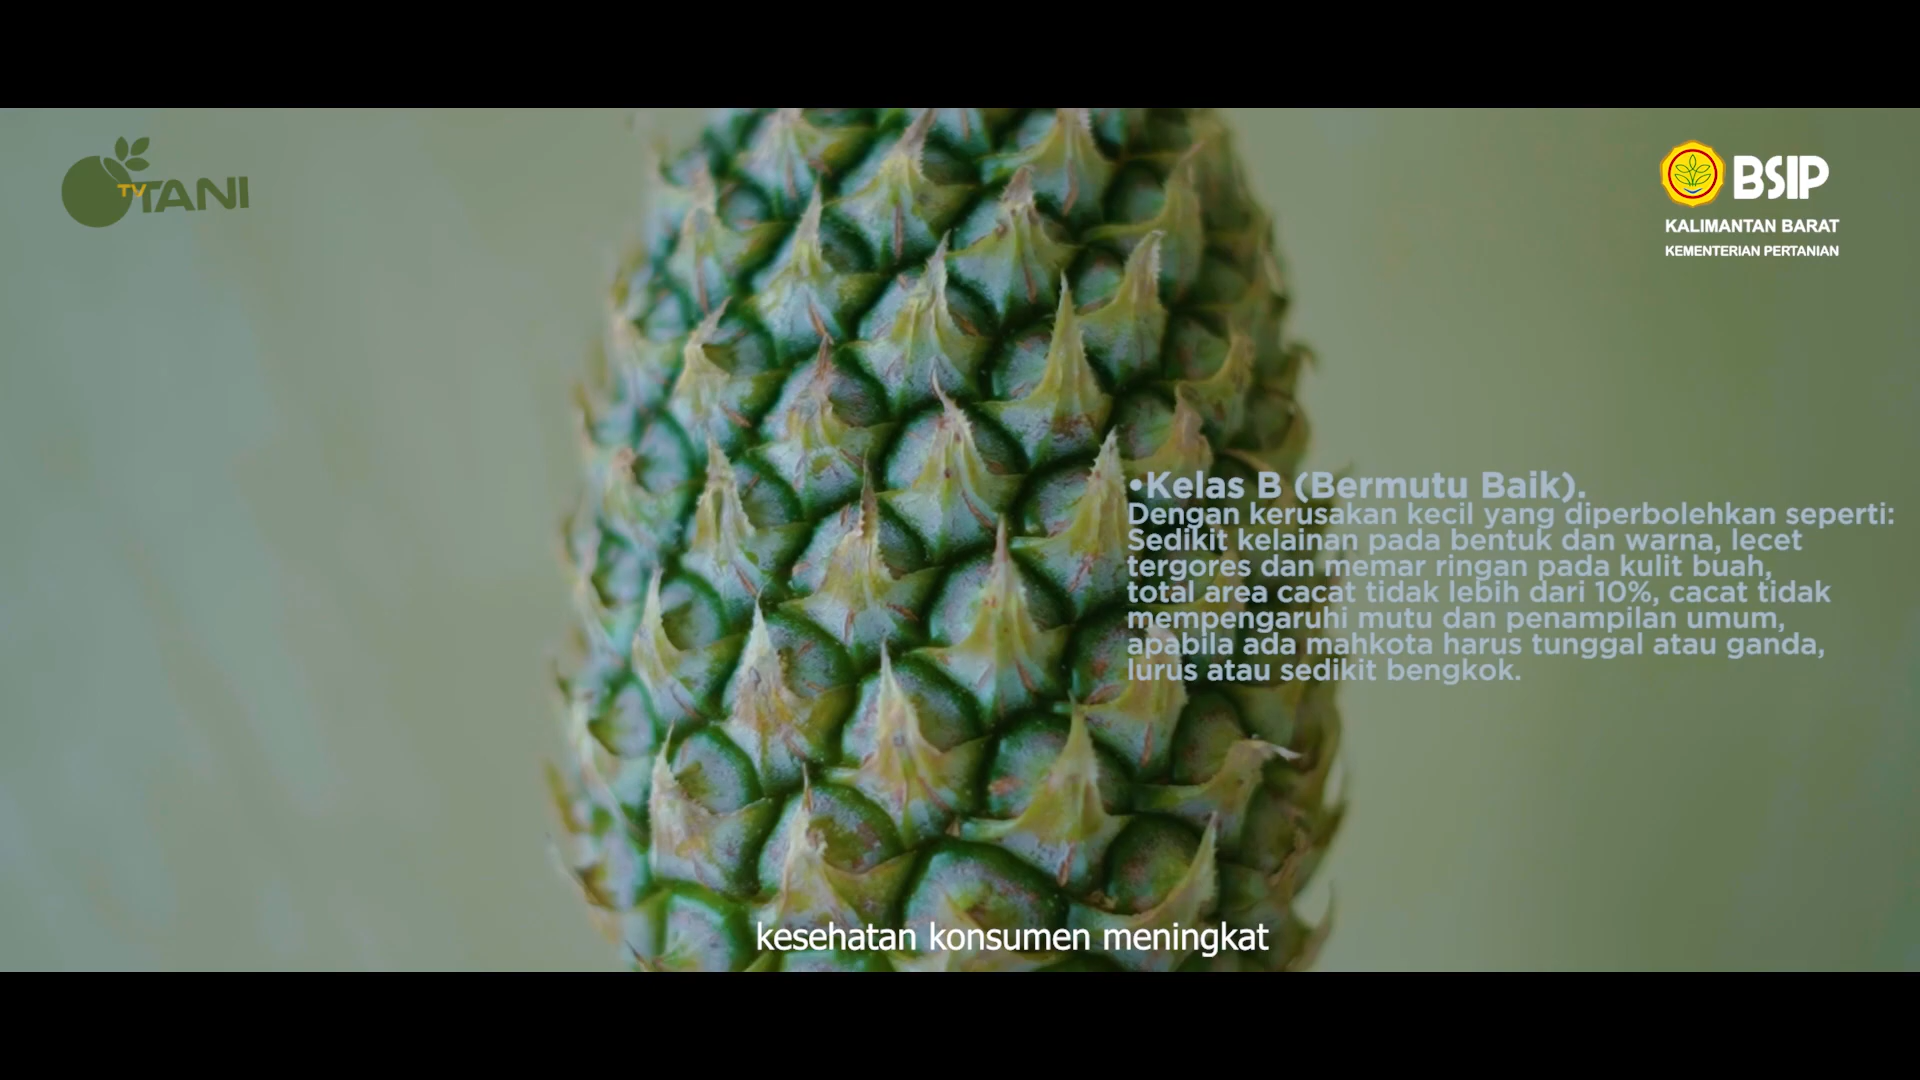 TV TANI
BSIP
KALIMANTAN BARAT
KEMENTERIAN PERTANIAN
•Kelas B (Bermutu Baik).
Dengan kerusakan kecil yang diperbolehkan seperti:
Sedikit kelainan pada bentuk dan warna, lecet
tergores dan memar ringan pada kulit buah,
total area cacat tidak lebih dari 10%, cacat tidak
mempengaruhi mutu dan penampilan umum,
apabila ada mahkota harus tunggal atau ganda,
lurus atau sedikit bengkok.
kesehatan konsumen meningkat